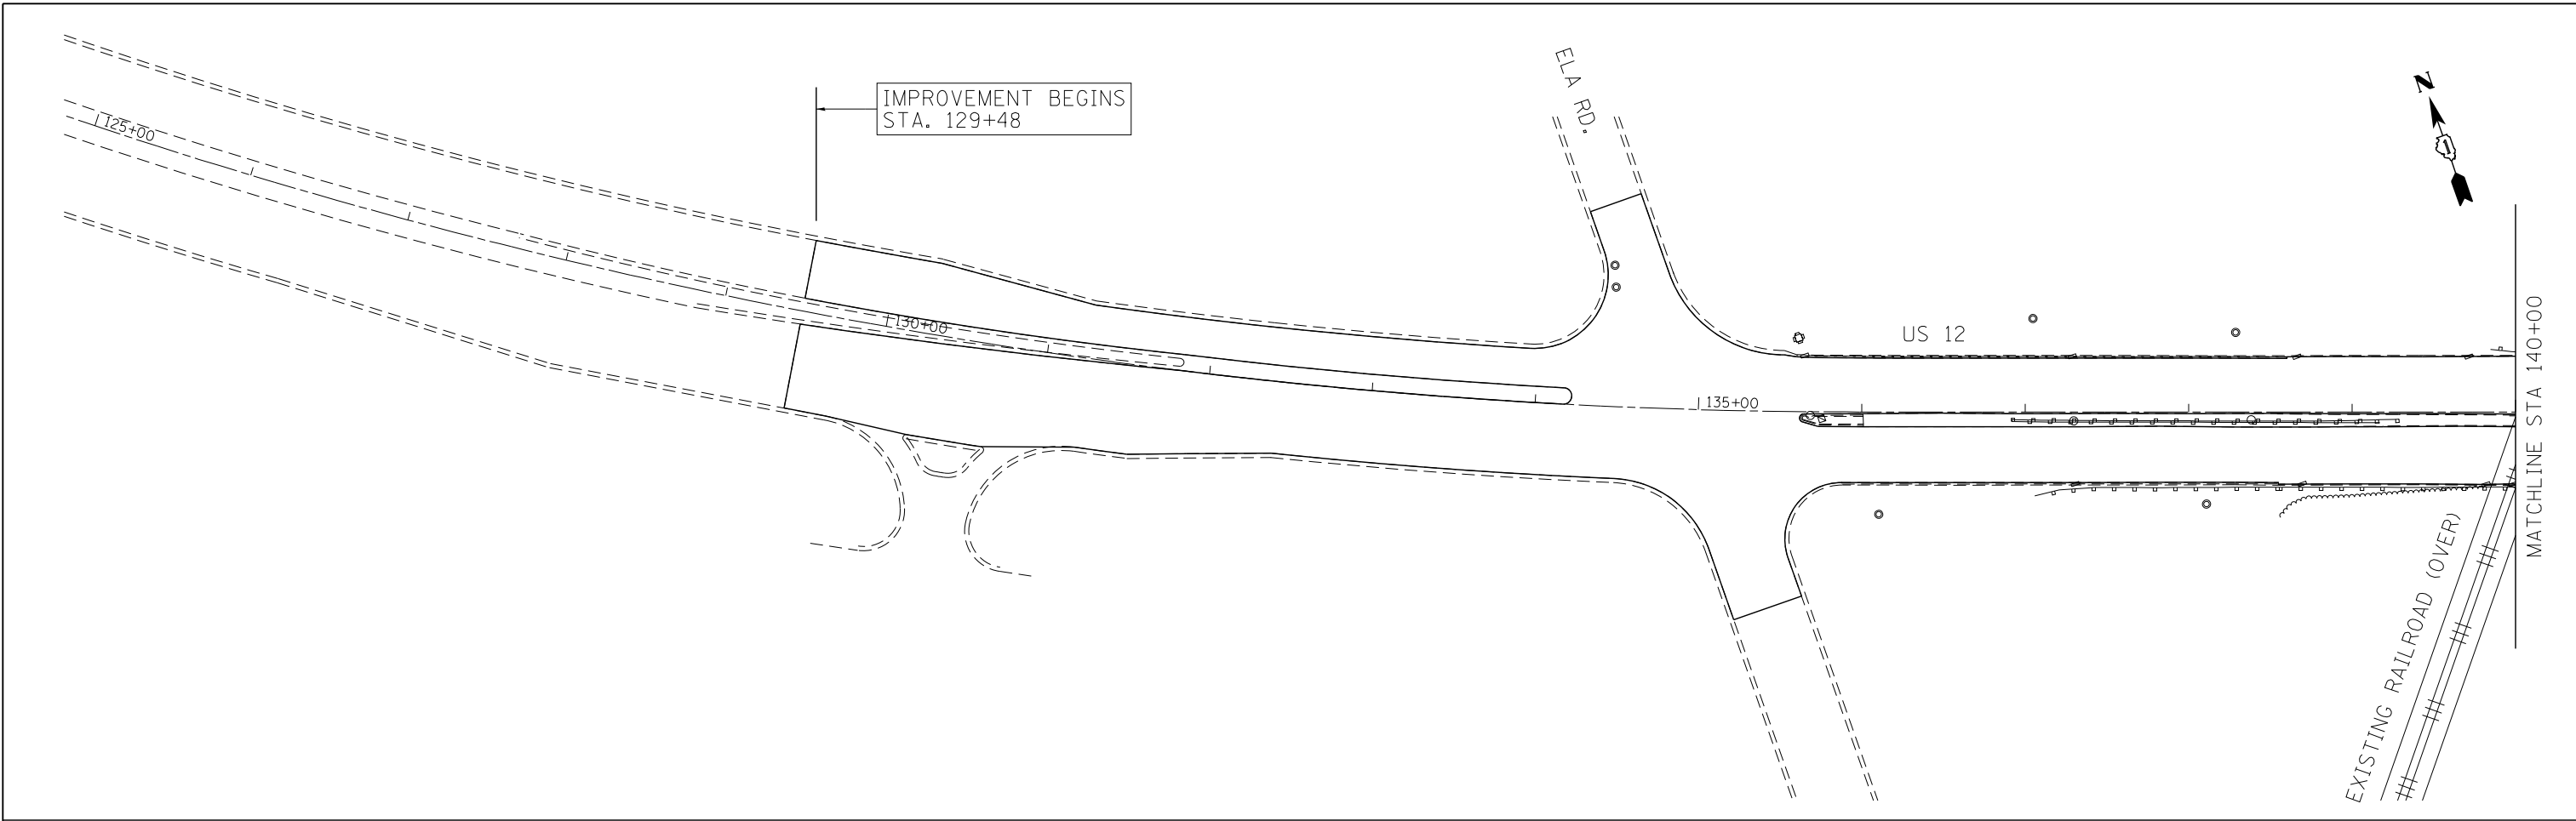 IMPROVEMENT BEGINS
STA. 129+48
125+00
130+00
ELA RD.
N
US 12
135+00
MATCHLINE STA 140+00
EXISTING RAILROAD (OVER)